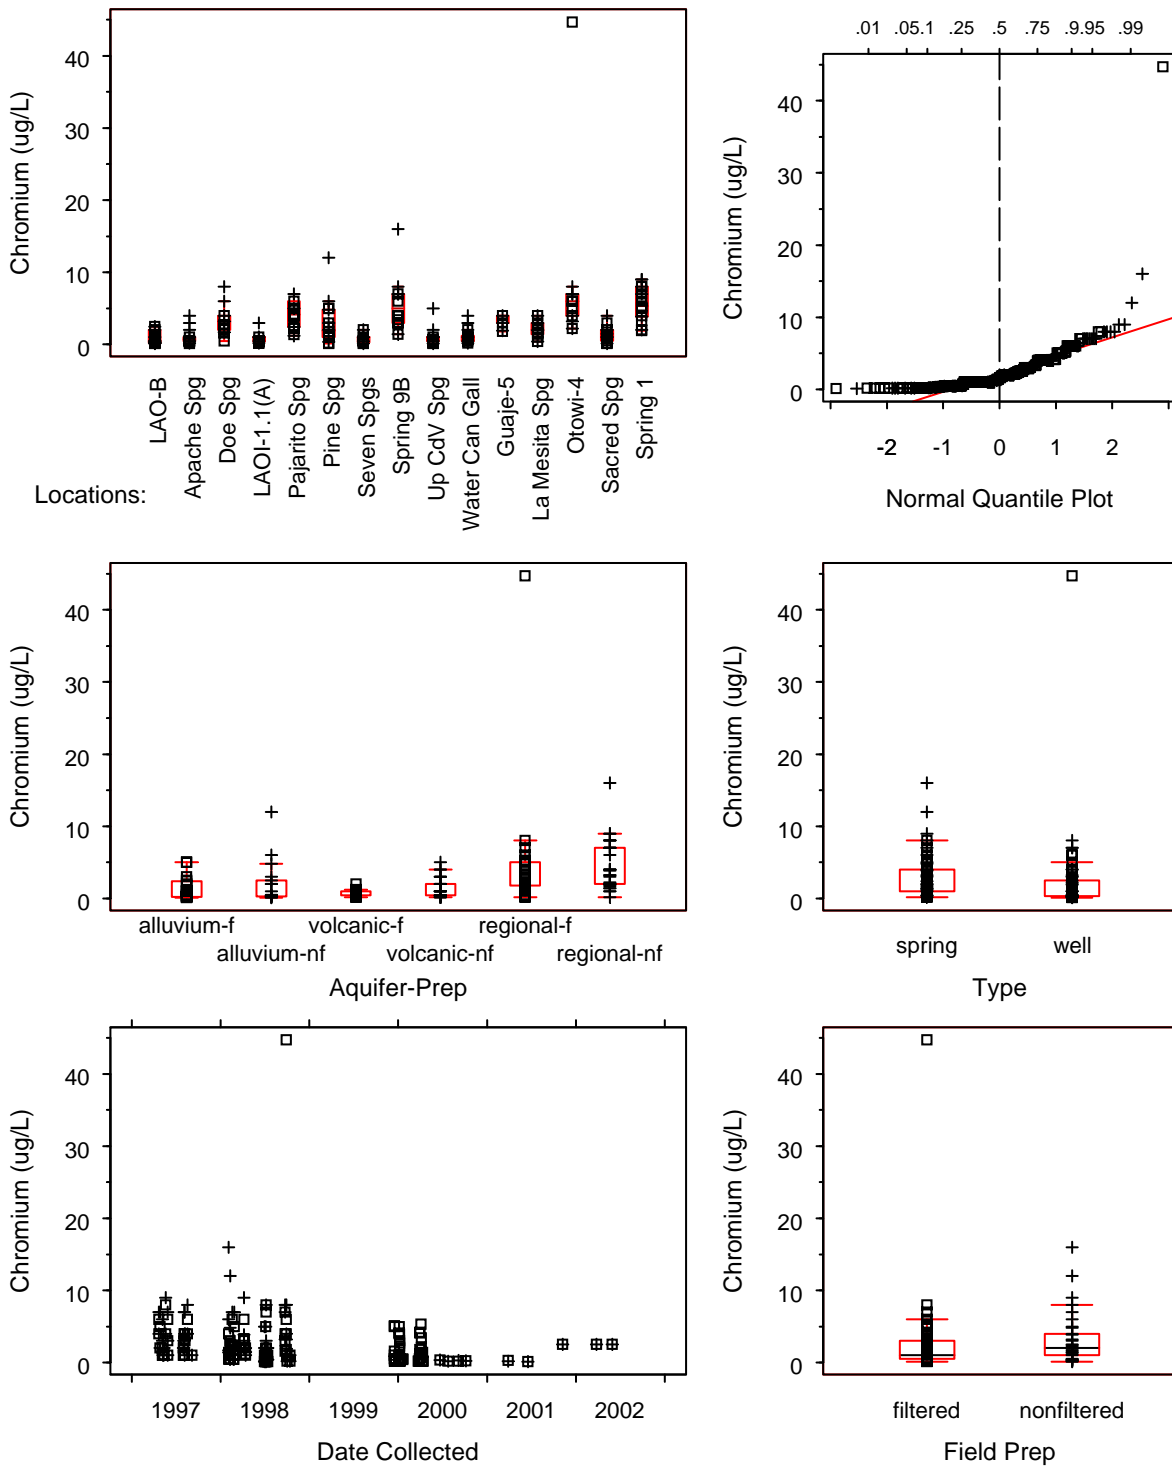 Chromium (ug/L)
40
30
20
10
0
LAO-B
Apache Spg
Doe Spg
LAOI-1.1(A)
Pajarito Spg
Pine Spg
Seven Spgs
Spring 9B
Up CdV Spg
Water Can Gall
Guaje-5
La Mesita Spg
Otowi-4
Sacred Spg
Spring 1
Locations:
.01 .05 .1 .25 .5 .75 .9 .95 .99
Chromium (ug/L)
40
30
20
10
0
-2 -1 0 1 2 3
Normal Quantile Plot
Chromium (ug/L)
40
30
20
10
0
alluvium-f volcanic-f regional-f
alluvium-nf volcanic-nf regional-nf
Aquifer-Prep
Chromium (ug/L)
40
30
20
10
0
spring well
Type
Chromium (ug/L)
40
30
20
10
0
1997 1998 1999 2000 2001 2002
Date Collected
Chromium (ug/L)
40
30
20
10
0
filtered nonfiltered
Field Prep